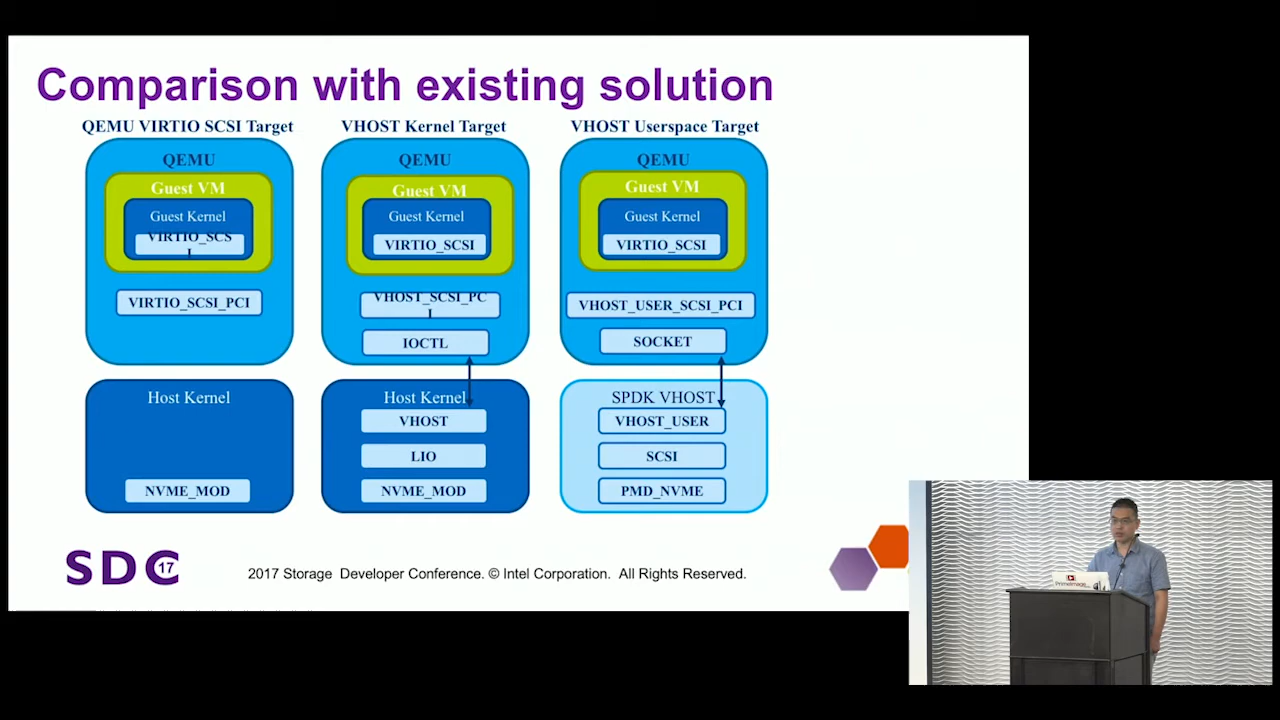 Comparison with existing solution
QEMU VIRTIO SCSI Target
QEMU
Guest VM
Guest Kernel
VIRTIO_SCS
I
VIRTIO_SCSI_PCI
Host Kernel
NVME_MOD
VHOST Kernel Target
QEMU
Guest VM
Guest Kernel
VIRTIO_SCSI
VHOST_SCSI_PC
I
IOCTL
Host Kernel
VHOST
LIO
NVME_MOD
VHOST Userspace Target
QEMU
Guest VM
Guest Kernel
VIRTIO_SCSI
VHOST_USER_SCSI_PCI
SOCKET
SPDK VHOST
VHOST_USER
SCSI
PMD_NVME
SDC 17
2017 Storage Developer Conference. © Intel Corporation. All Rights Reserved.
PrimeImage